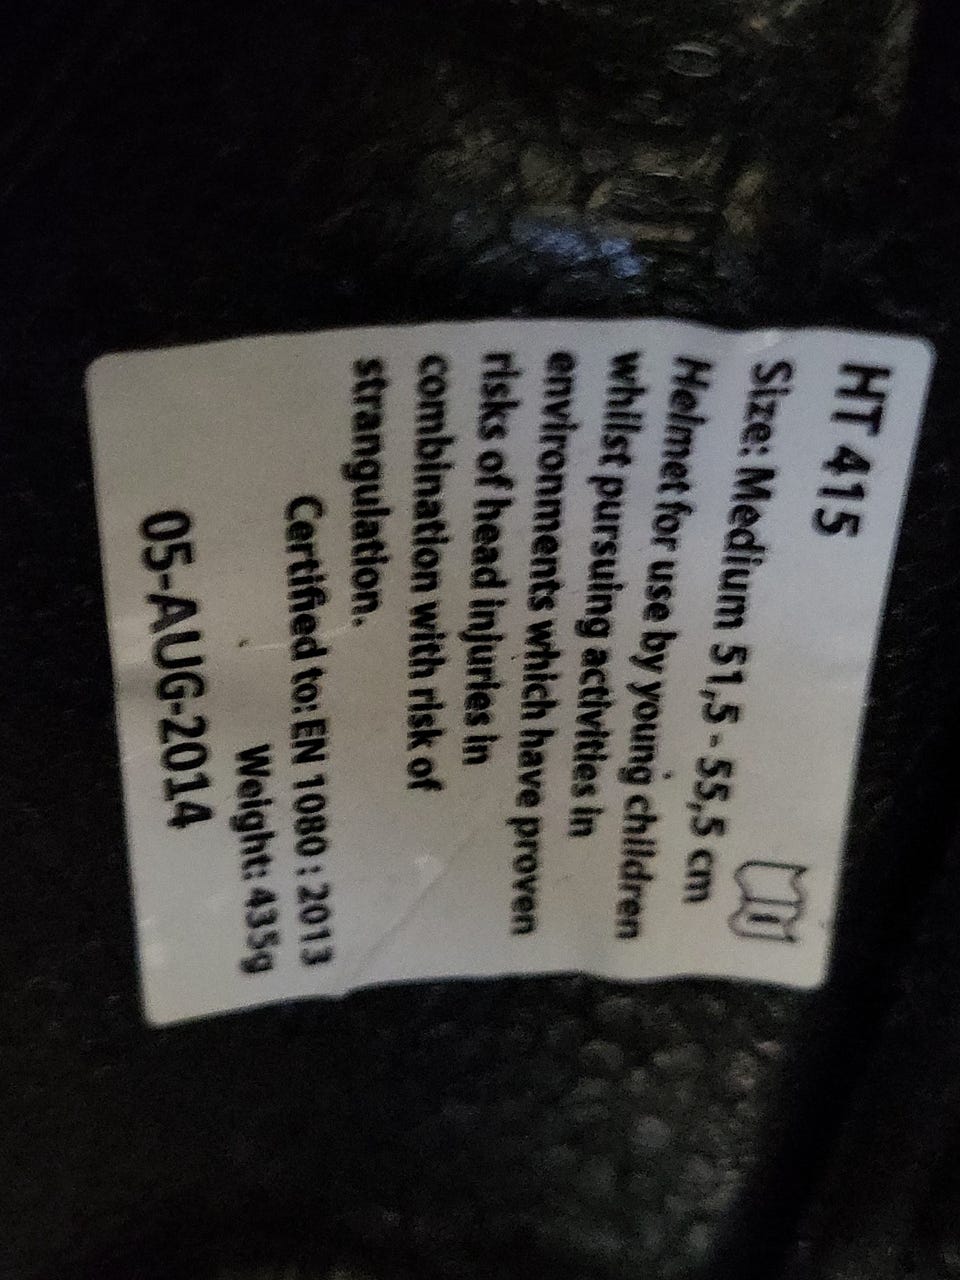 HT 415
Size: Medium 51,5 - 55,5 cm
Helmet for use by young children
whilst pursuing activities in
environments which have proven
risks of head injuries in
combination with risk of
strangulation.
Certified to: EN 1080 : 2013
Weight: 435g
05-AUG-2014